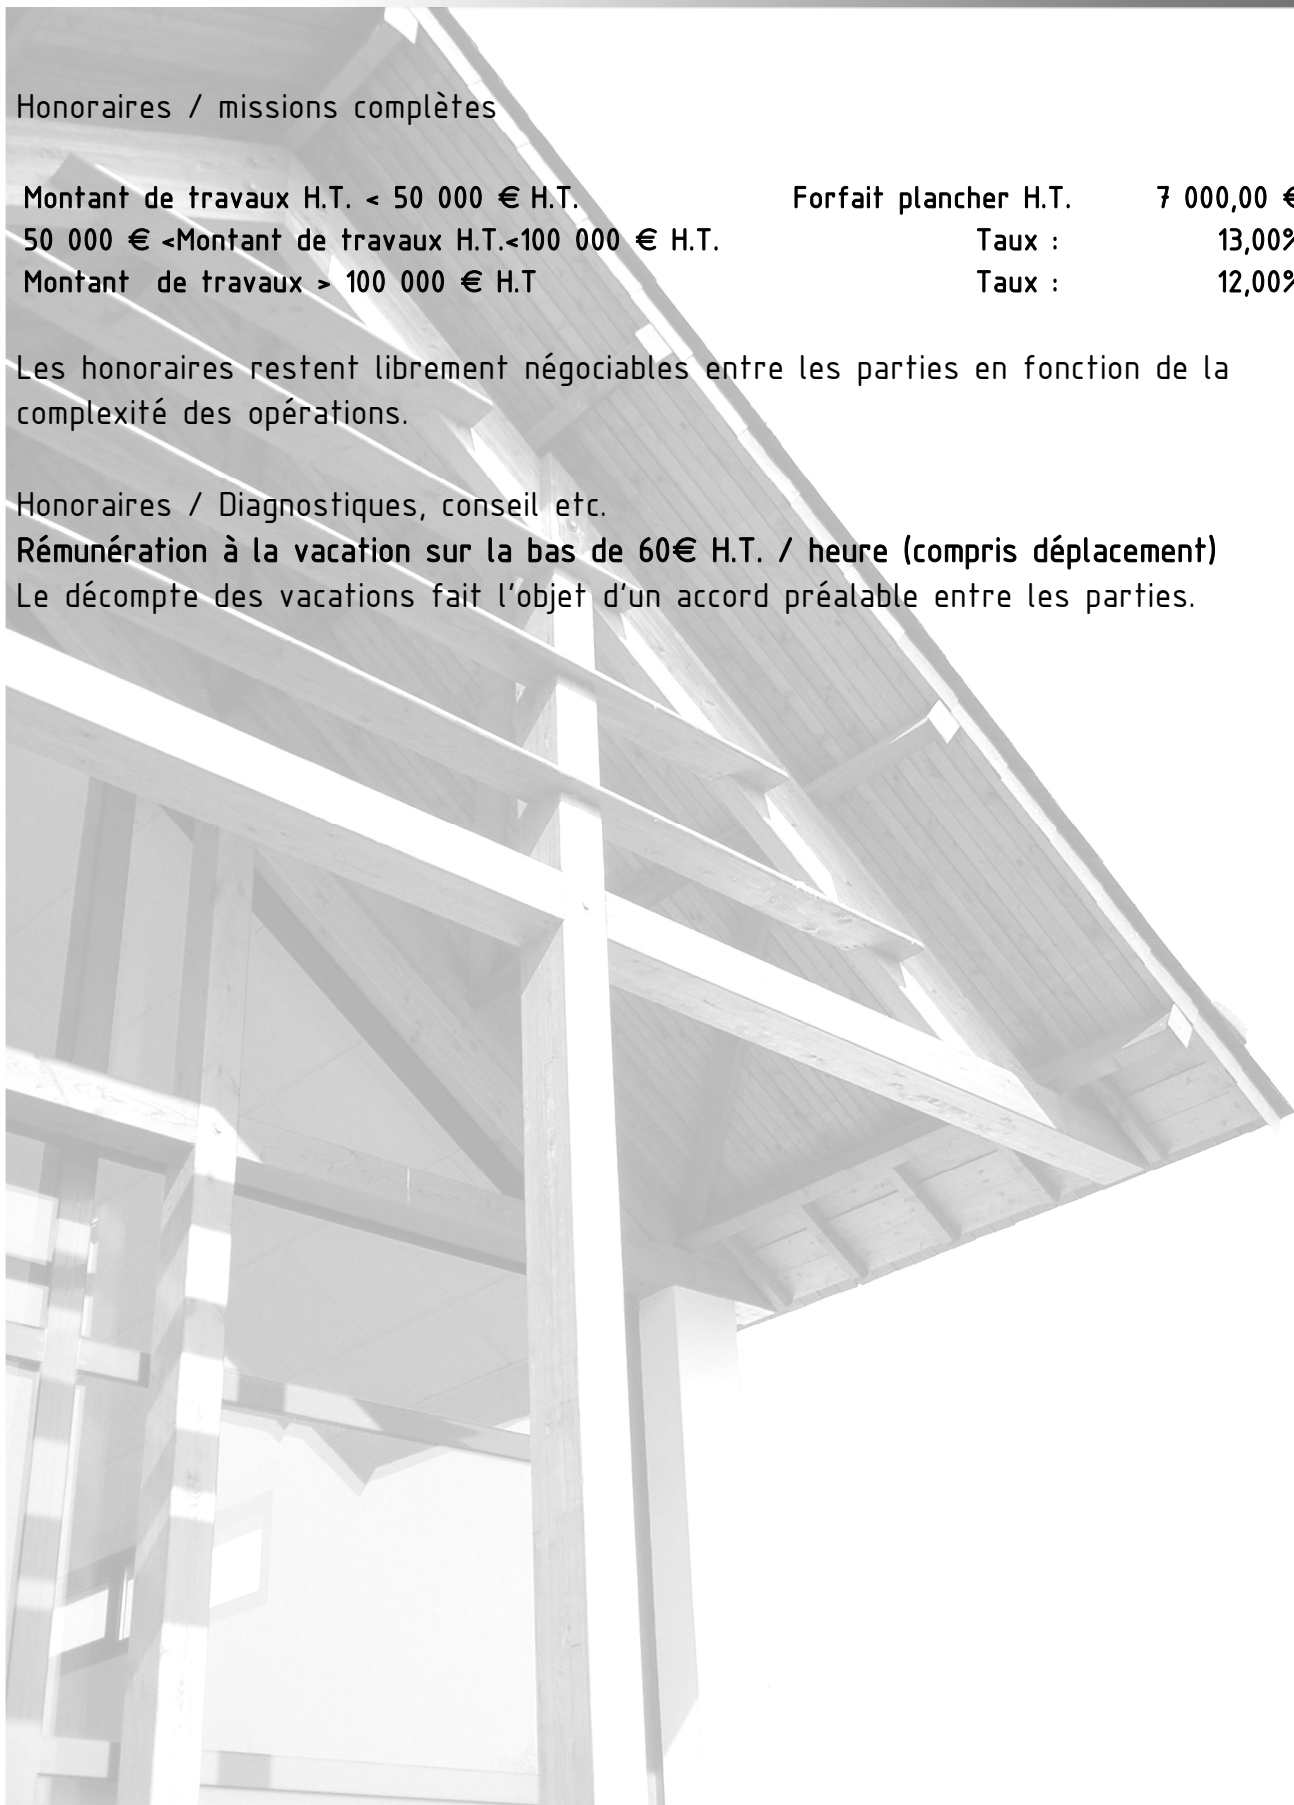 Honoraires / missions complètes
Montant de travaux H.T. < 50 000 € H.T. Forfait plancher H.T. 7 000,00 €
50 000 € <Montant de travaux H.T.<100 000 € H.T. Taux : 13,00%
Montant de travaux > 100 000 € H.T Taux : 12,00%
Les honoraires restent librement négociables entre les parties en fonction de la
complexité des opérations.
Honoraires / Diagnostiques, conseil etc.
Rémunération à la vacation sur la bas de 60€ H.T. / heure (compris déplacement)
Le décompte des vacations fait l'objet d'un accord préalable entre les parties.